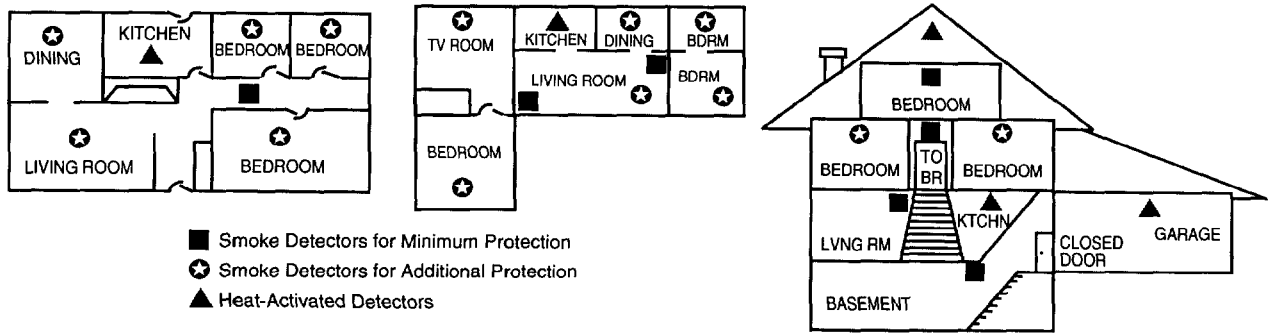 DINING
KITCHEN
BEDROOM
BEDROOM
LIVING ROOM
BEDROOM
TV ROOM
KITCHEN
DINING
BDRM
LIVING ROOM
BDRM
BEDROOM
BEDROOM
BEDROOM
TO
BR
BEDROOM
LVNG RM
KTCHN
CLOSED
DOOR
GARAGE
BASEMENT
Smoke Detectors for Minimum Protection
Smoke Detectors for Additional Protection
Heat-Activated Detectors